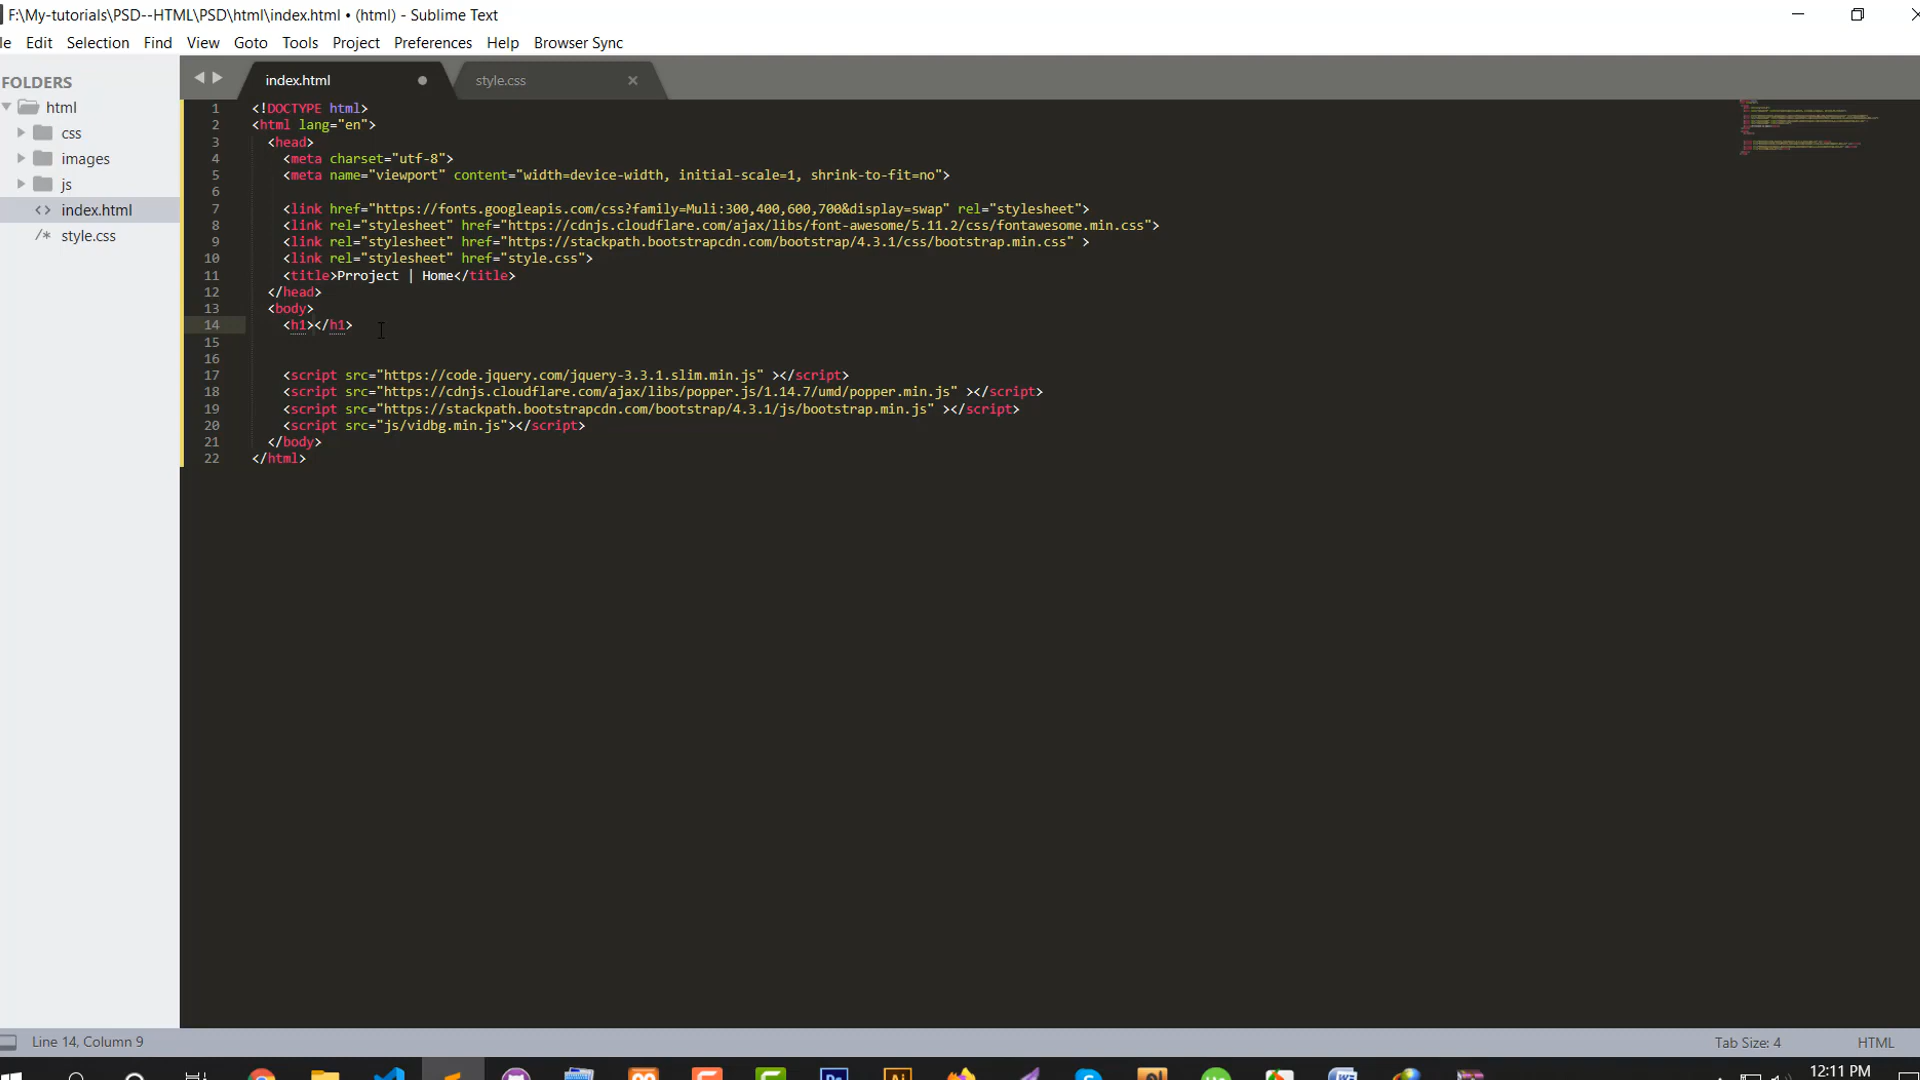 F:\My-tutorials\PSD--HTML\PSD\html\index.html • (html) - Sublime Text
le Edit Selection Find View Goto Tools Project Preferences Help Browser Sync
FOLDERS
html
css
images
js
<> index.html
/* style.css
index.html
style.css ×
1 <!DOCTYPE html>
2 <html lang="en">
3 <head>
4 <meta charset="utf-8">
5 <meta name="viewport" content="width=device-width, initial-scale=1, shrink-to-fit=no">
6
7 <link href="https://fonts.googleapis.com/css?family=Muli:300,400,600,700&display=swap" rel="stylesheet">
8 <link rel="stylesheet" href="https://cdnjs.cloudflare.com/ajax/libs/font-awesome/5.11.2/css/fontawesome.min.css">
9 <link rel="stylesheet" href="https://stackpath.bootstrapcdn.com/bootstrap/4.3.1/css/bootstrap.min.css" >
10 <link rel="stylesheet" href="style.css">
11 <title>Prroject | Home</title>
12 </head>
13 <body>
14 <h1></h1>
15
16
17 <script src="https://code.jquery.com/jquery-3.3.1.slim.min.js" ></script>
18 <script src="https://cdnjs.cloudflare.com/ajax/libs/popper.js/1.14.7/umd/popper.min.js" ></script>
19 <script src="https://stackpath.bootstrapcdn.com/bootstrap/4.3.1/js/bootstrap.min.js" ></script>
20 <script src="js/vidbg.min.js"></script>
21 </body>
22 </html>
Line 14, Column 9
Tab Size: 4
HTML
12:11 PM